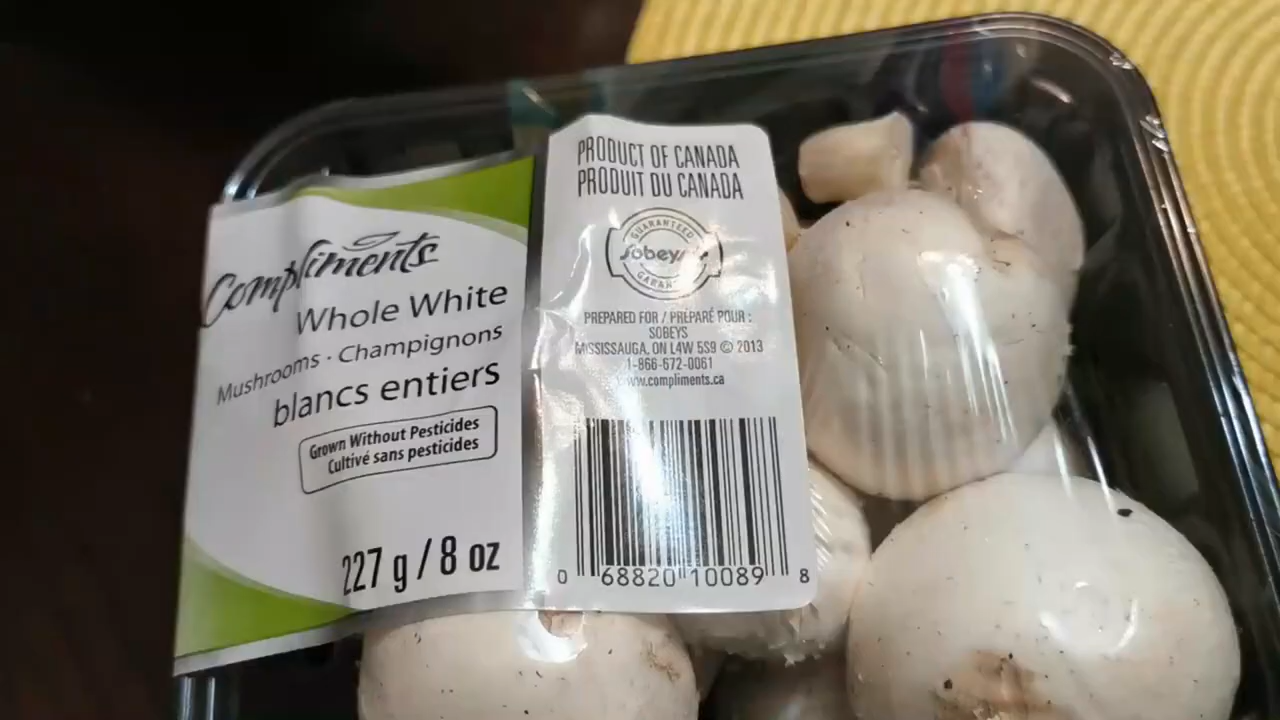 Compliments
Whole White
Mushrooms · Champignons
blancs entiers
Grown Without Pesticides
Cultivé sans pesticides
227 g / 8 oz
PRODUCT OF CANADA
PRODUIT DU CANADA
GUARANTEED
Sobeys
PREPARED FOR / PRÉPARÉ POUR :
SOBEYS
MISSISSAUGA, ON L4W 5S9 © 2013
1-866-672-0061
www.compliments.ca
0 68820 10089 8